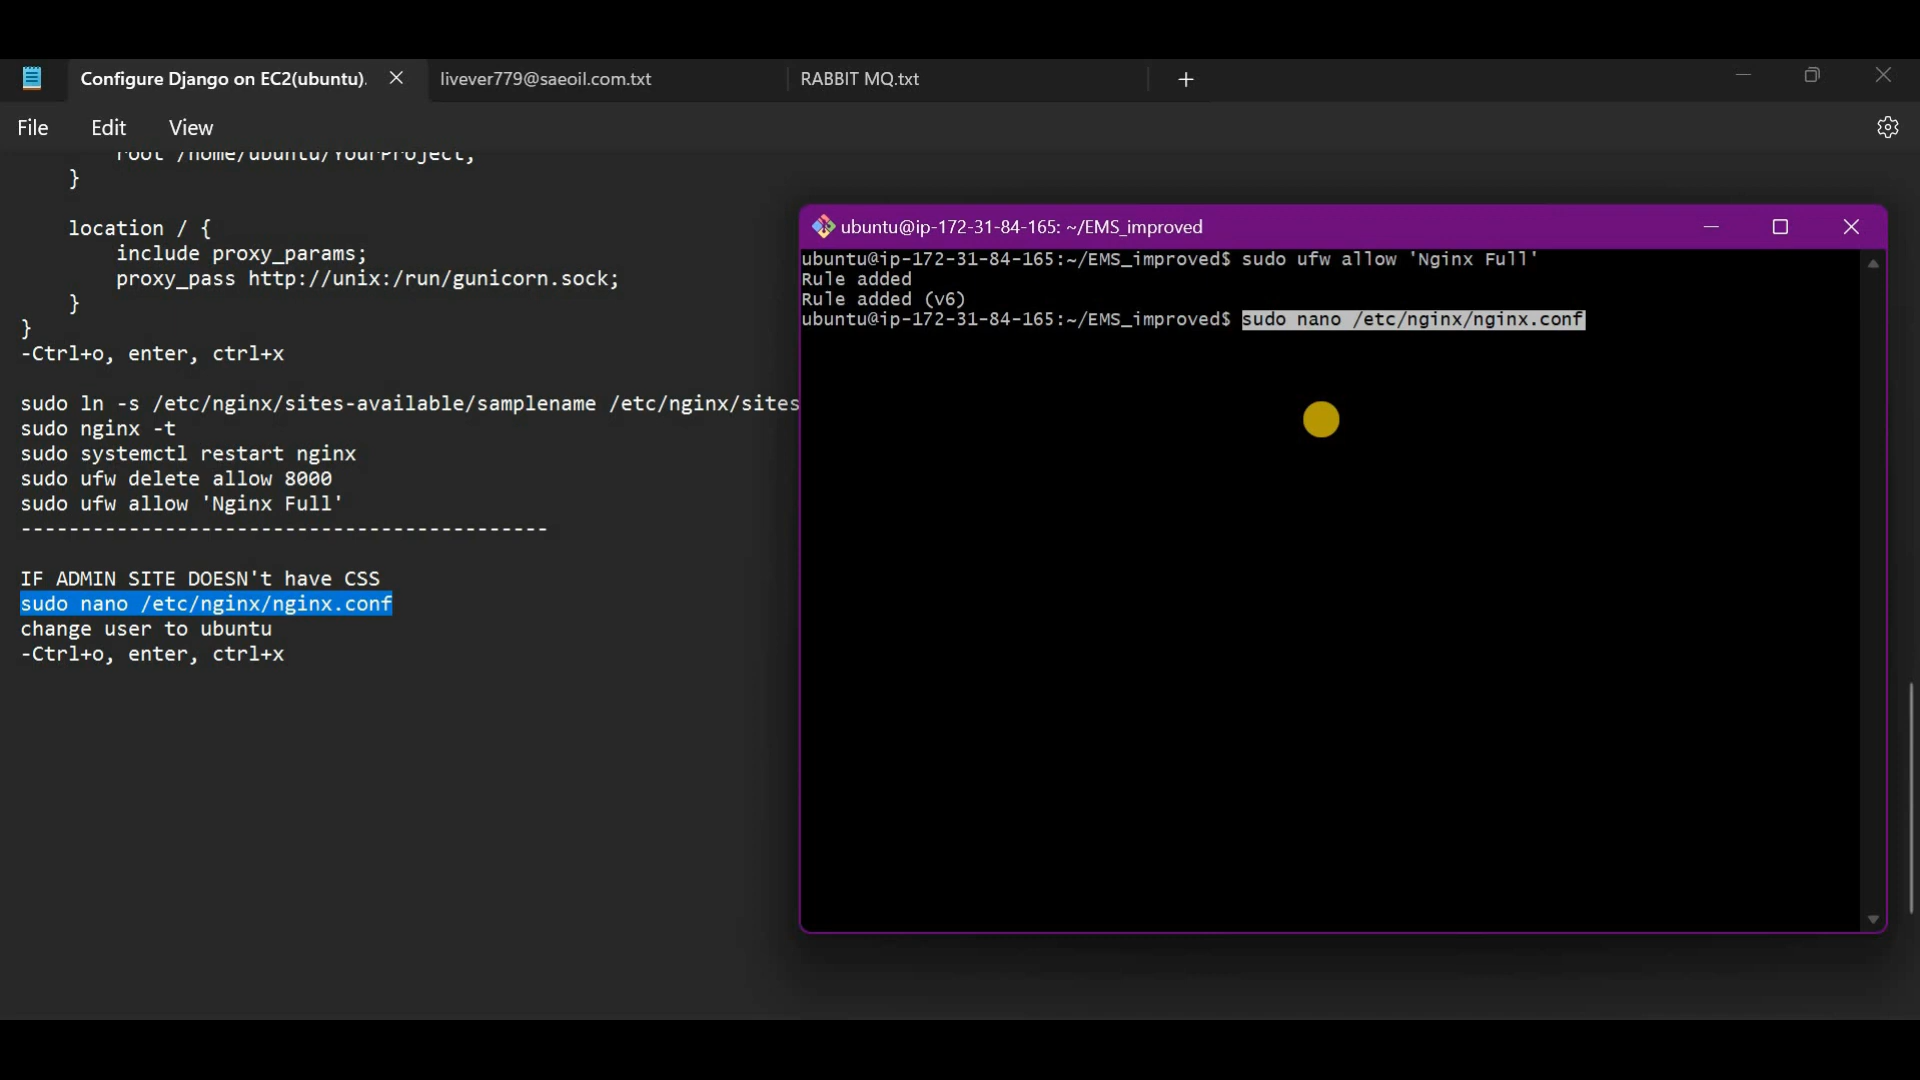 Configure Django on EC2(ubuntu).
livever779@saeoil.com.txt
RABBIT MQ.txt
File Edit View
root /home/ubuntu/YourProject;
}
location / {
include proxy_params;
proxy_pass http://unix:/run/gunicorn.sock;
}
}
-Ctrl+o, enter, ctrl+x
sudo ln -s /etc/nginx/sites-available/samplename /etc/nginx/sites
sudo nginx -t
sudo systemctl restart nginx
sudo ufw delete allow 8000
sudo ufw allow 'Nginx Full'
--------------------------------------------
IF ADMIN SITE DOESN't have CSS
sudo nano /etc/nginx/nginx.conf
change user to ubuntu
-Ctrl+o, enter, ctrl+x
ubuntu@ip-172-31-84-165: ~/EMS_improved
ubuntu@ip-172-31-84-165:~/EMS_improved$ sudo ufw allow 'Nginx Full'
Rule added
Rule added (v6)
ubuntu@ip-172-31-84-165:~/EMS_improved$ sudo nano /etc/nginx/nginx.conf